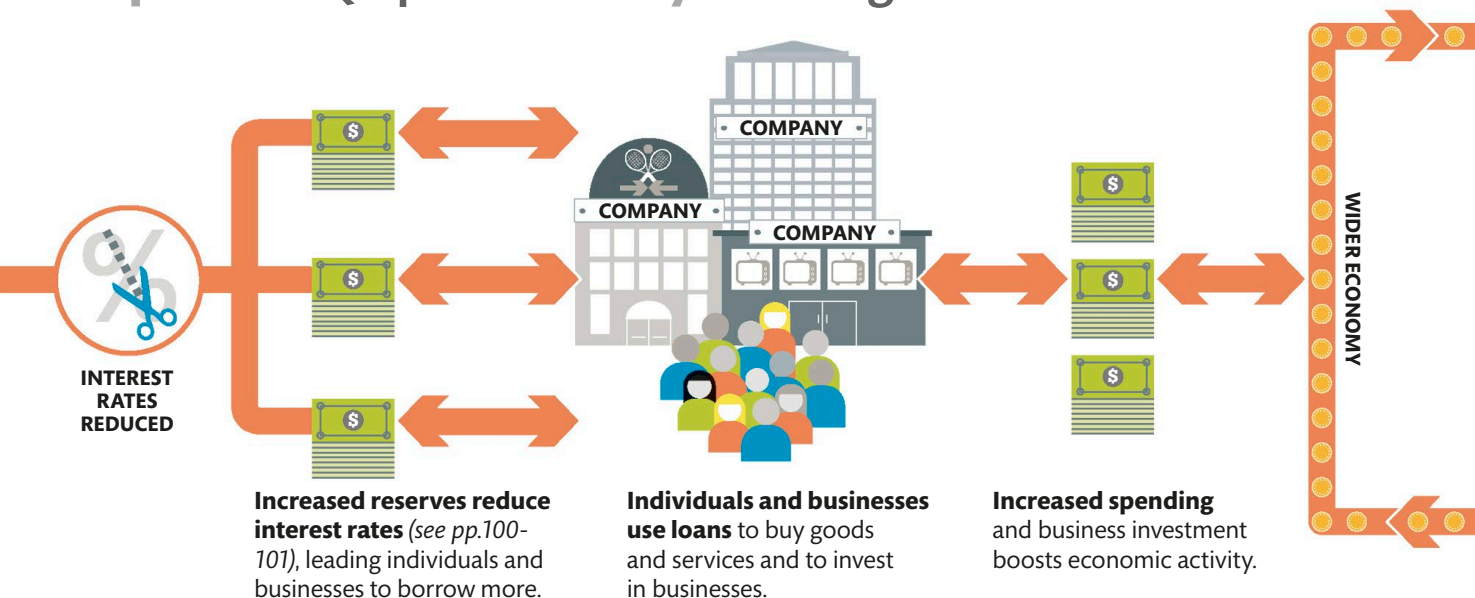 COMPANY
COMPANY
COMPANY
WIDER ECONOMY
INTEREST
RATES
REDUCED
Increased reserves reduce
interest rates (see pp.100-
101), leading individuals and
businesses to borrow more.
Individuals and businesses
use loans to buy goods
and services and to invest
in businesses.
Increased spending
and business investment
boosts economic activity.